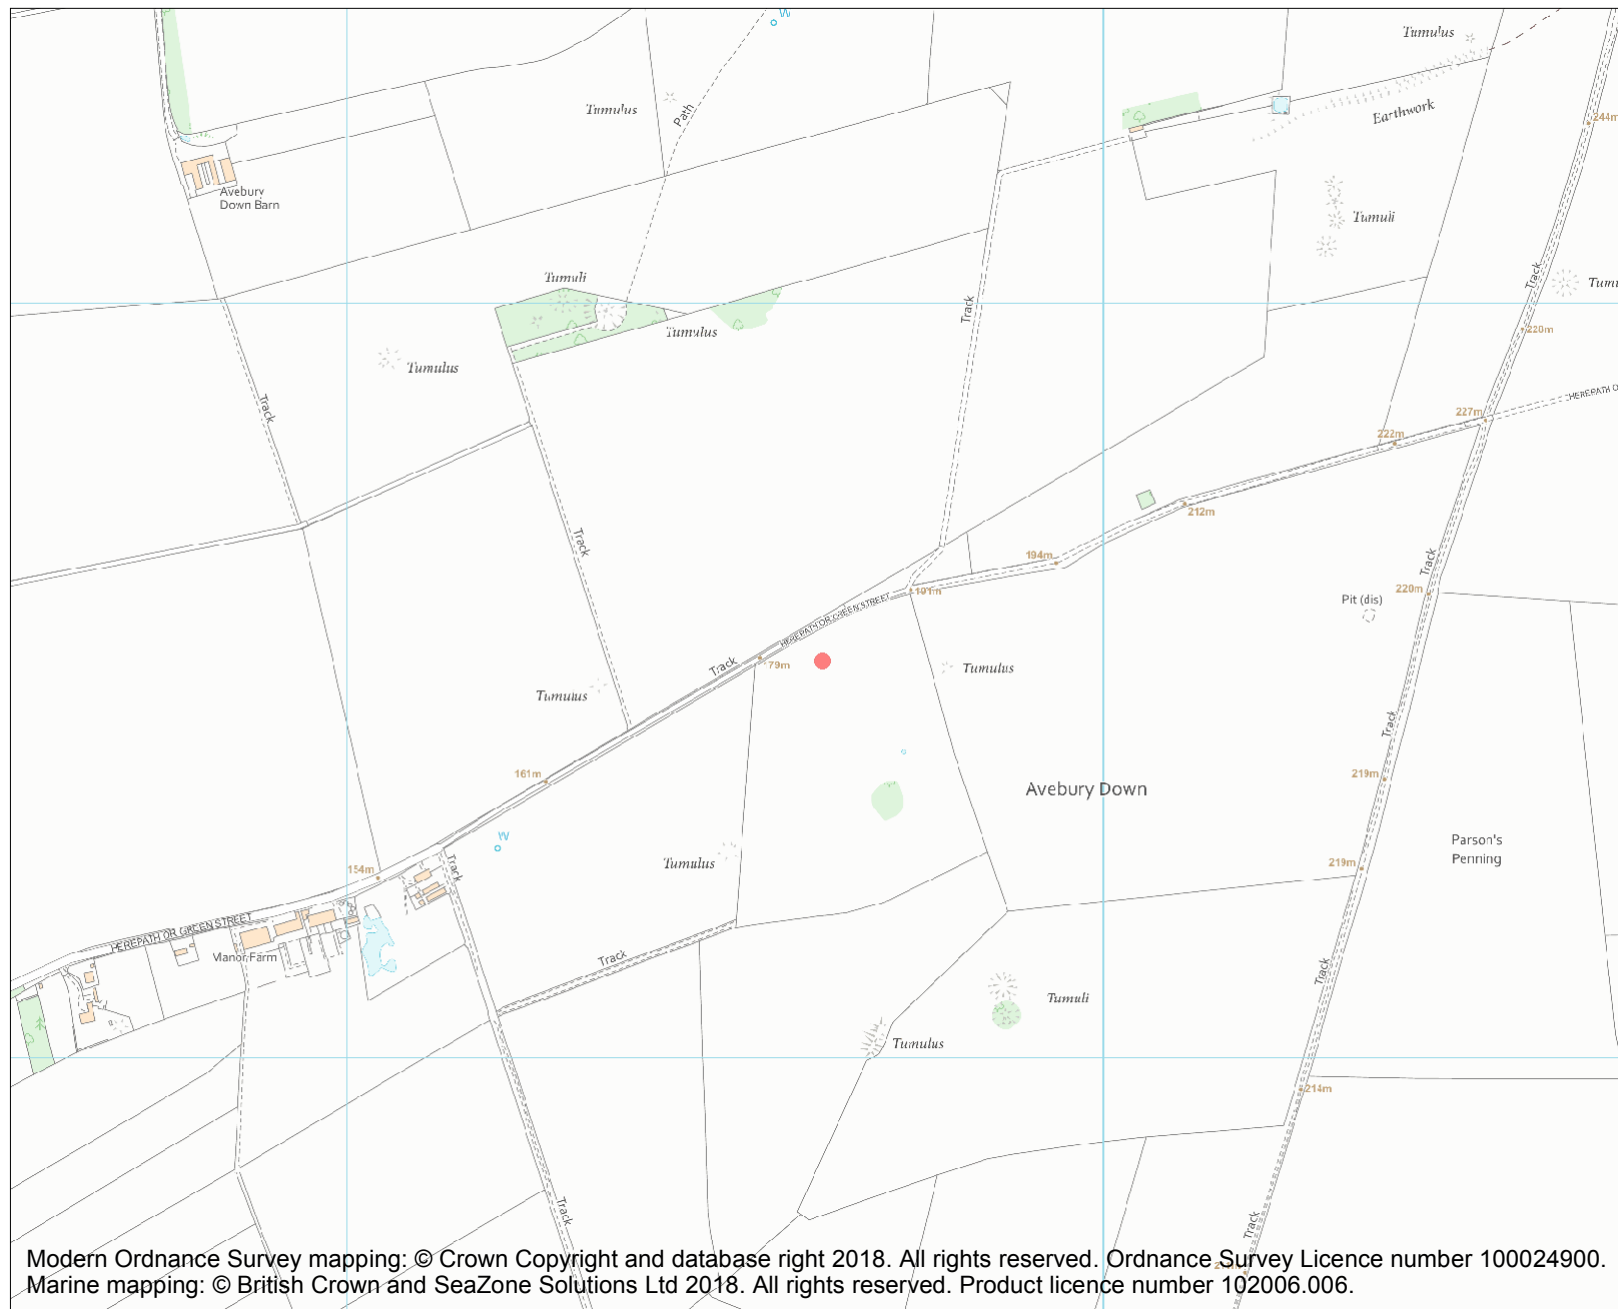 W
Tumulus
Tumulus
Path
Earthwork
244m
Avebury
Down Barn
Tumuli
Tumuli
Track
Track
Tumulus
220m
Tumulus
Track
HEREPATH
227m
222m
212m
Track
194m
Track
191m
220m
Pit (dis)
HEREPATH OR GREEN STREET
Track
79m
Tumulus
Tumulus
Track
161m
219m
Avebury Down
W
Parson's
Penning
Tumulus
154m
Track
219m
HEREPATH OR GREEN STREET
Manor Farm
Track
Track
Tumuli
Tumulus
214m
Track
Track
Modern Ordnance Survey mapping: © Crown Copyright and database right 2018. All rights reserved. Ordnance Survey Licence number 100024900.
Marine mapping: © British Crown and SeaZone Solutions Ltd 2018. All rights reserved. Product licence number 102006.006.